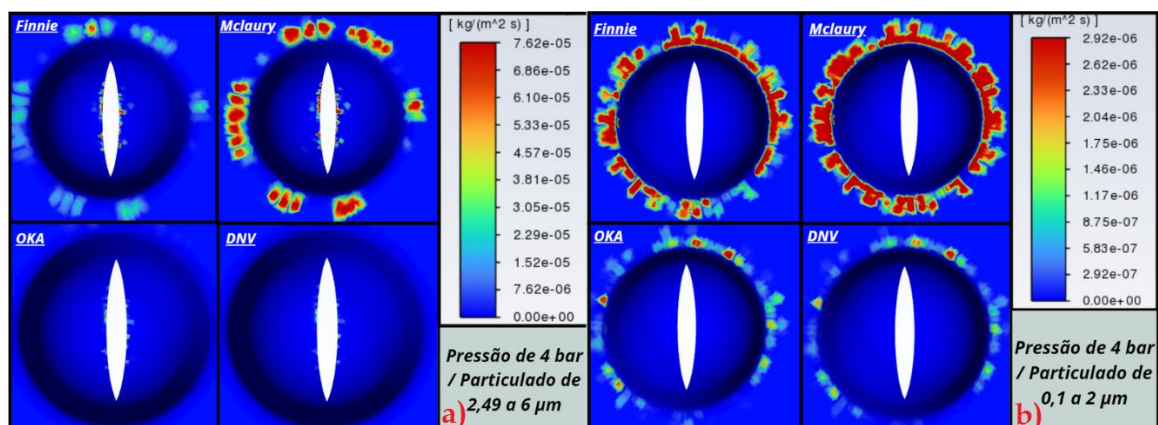 Finnie
Mclaury
[ kg/(m^2 s) ]
7.62e-05
6.86e-05
6.10e-05
5.33e-05
4.57e-05
3.81e-05
3.05e-05
2.29e-05
1.52e-05
7.62e-06
0.00e+00
OKA
DNV
Pressão de 4 bar
/ Particulado de
2,49 a 6 µm
a)
Finnie
Mclaury
[ kg/(m^2 s) ]
2.92e-06
2.63e-06
2.34e-06
2.04e-06
1.75e-06
1.46e-06
1.17e-06
8.75e-07
5.83e-07
2.92e-07
0.00e+00
OKA
DNV
Pressão de 4 bar
/ Particulado de
0,1 a 2 µm
b)